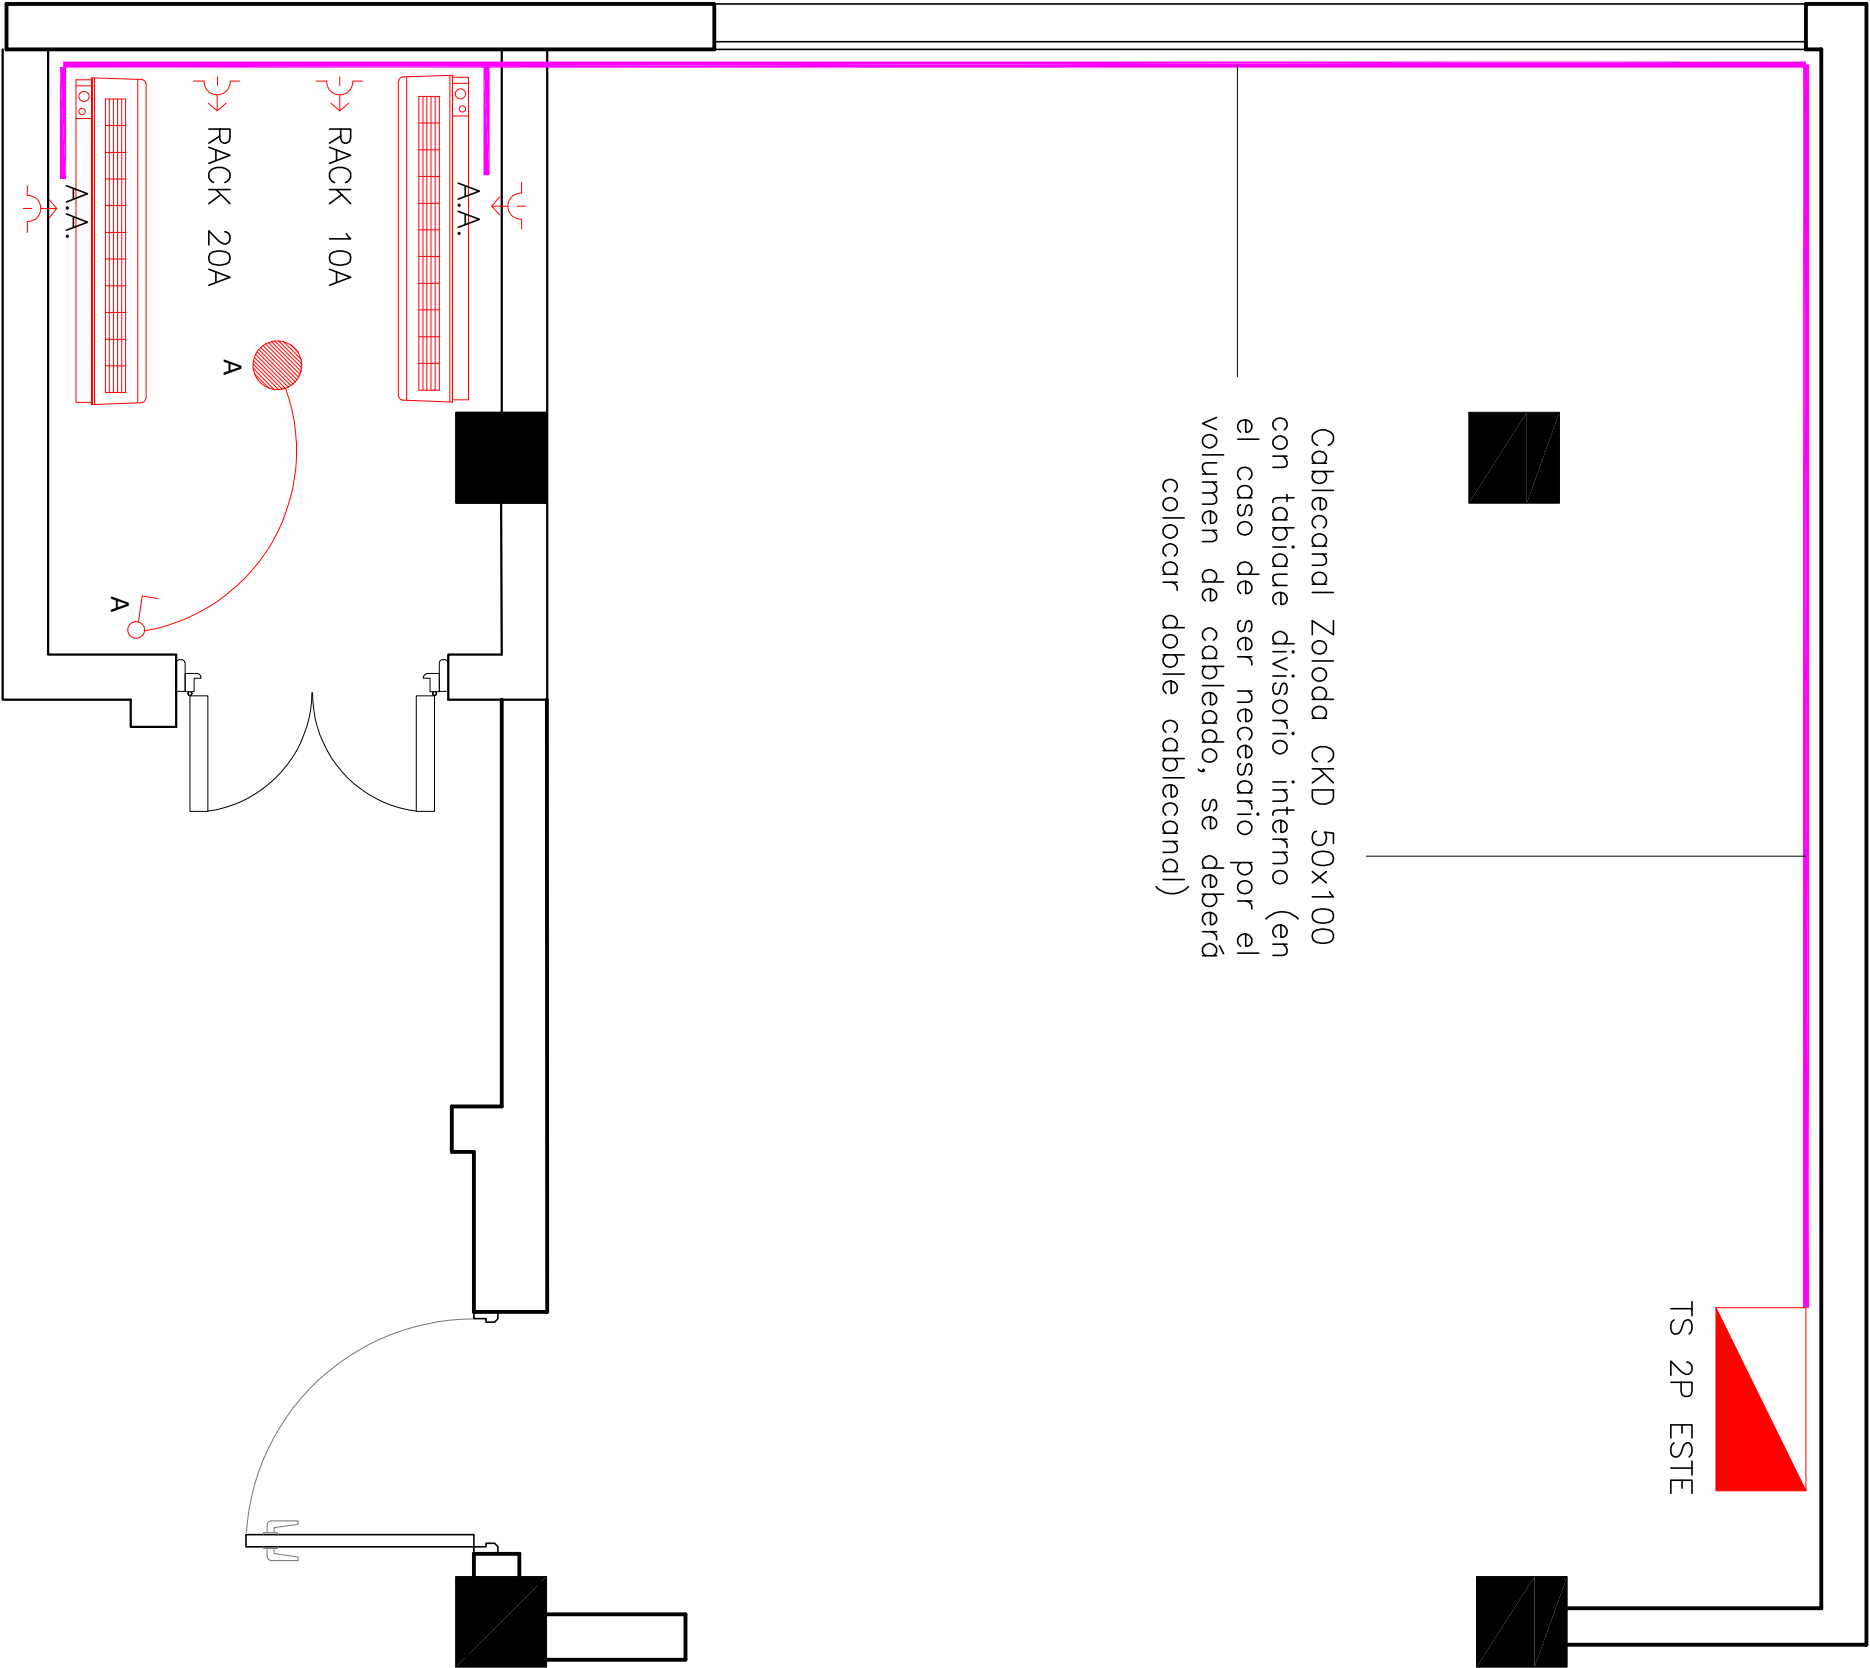 Cablecanal Zoloda CKD 50x100
con tabique divisorio interno (en
el caso de ser necesario por el
volumen de cableado, se deberá
colocar doble cablecanal)
TS 2P ESTE
A.A.
RACK 10A
RACK 20A
A.A.
A
A